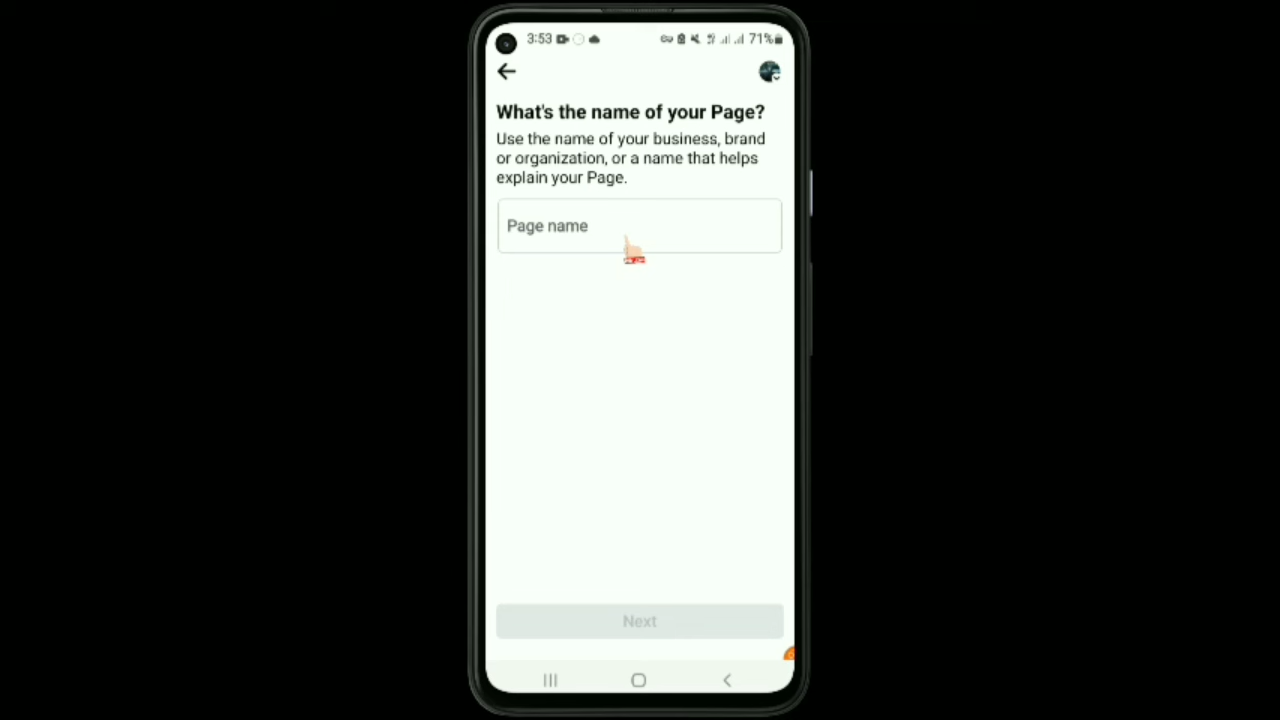 3:53
71%
What's the name of your Page?
Use the name of your business, brand
or organization, or a name that helps
explain your Page.
Page name
Next